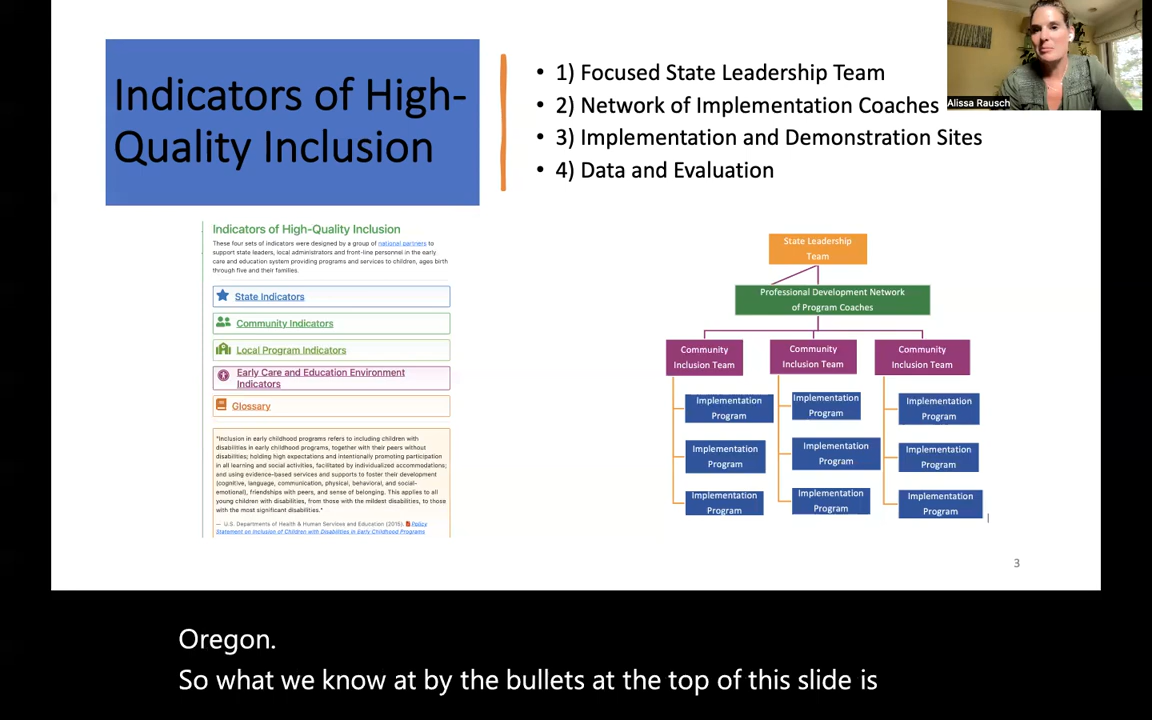 Indicators of High-
Quality Inclusion
• 1) Focused State Leadership Team
• 2) Network of Implementation Coaches
• 3) Implementation and Demonstration Sites
• 4) Data and Evaluation
Alissa Rausch
Indicators of High-Quality Inclusion
These four sets of indicators were designed by a group of national partners to
support state leaders, local administrators and front-line personnel in the early
care and education system providing programs and services to children, ages birth
through five and their families.
State Indicators
Community Indicators
Local Program Indicators
Early Care and Education Environment
Indicators
Glossary
"Inclusion in early childhood programs refers to including children with
disabilities in early childhood programs, together with their peers without
disabilities; holding high expectations and intentionally promoting participation
in all learning and social activities, facilitated by individualized accommodations;
and using evidence-based services and supports to foster their development
(cognitive, language, communication, physical, behavioral, and social-
emotional), friendships with peers, and sense of belonging. This applies to all
young children with disabilities, from those with the mildest disabilities, to those
with the most significant disabilities."
— U.S. Departments of Health & Human Services and Education (2015). Policy
Statement on Inclusion of Children with Disabilities in Early Childhood Programs
State Leadership
Team
Professional Development Network
of Program Coaches
Community
Inclusion Team
Community
Inclusion Team
Community
Inclusion Team
Implementation
Program
Implementation
Program
Implementation
Program
Implementation
Program
Implementation
Program
Implementation
Program
Implementation
Program
Implementation
Program
Implementation
Program
3
Oregon.
So what we know at by the bullets at the top of this slide is